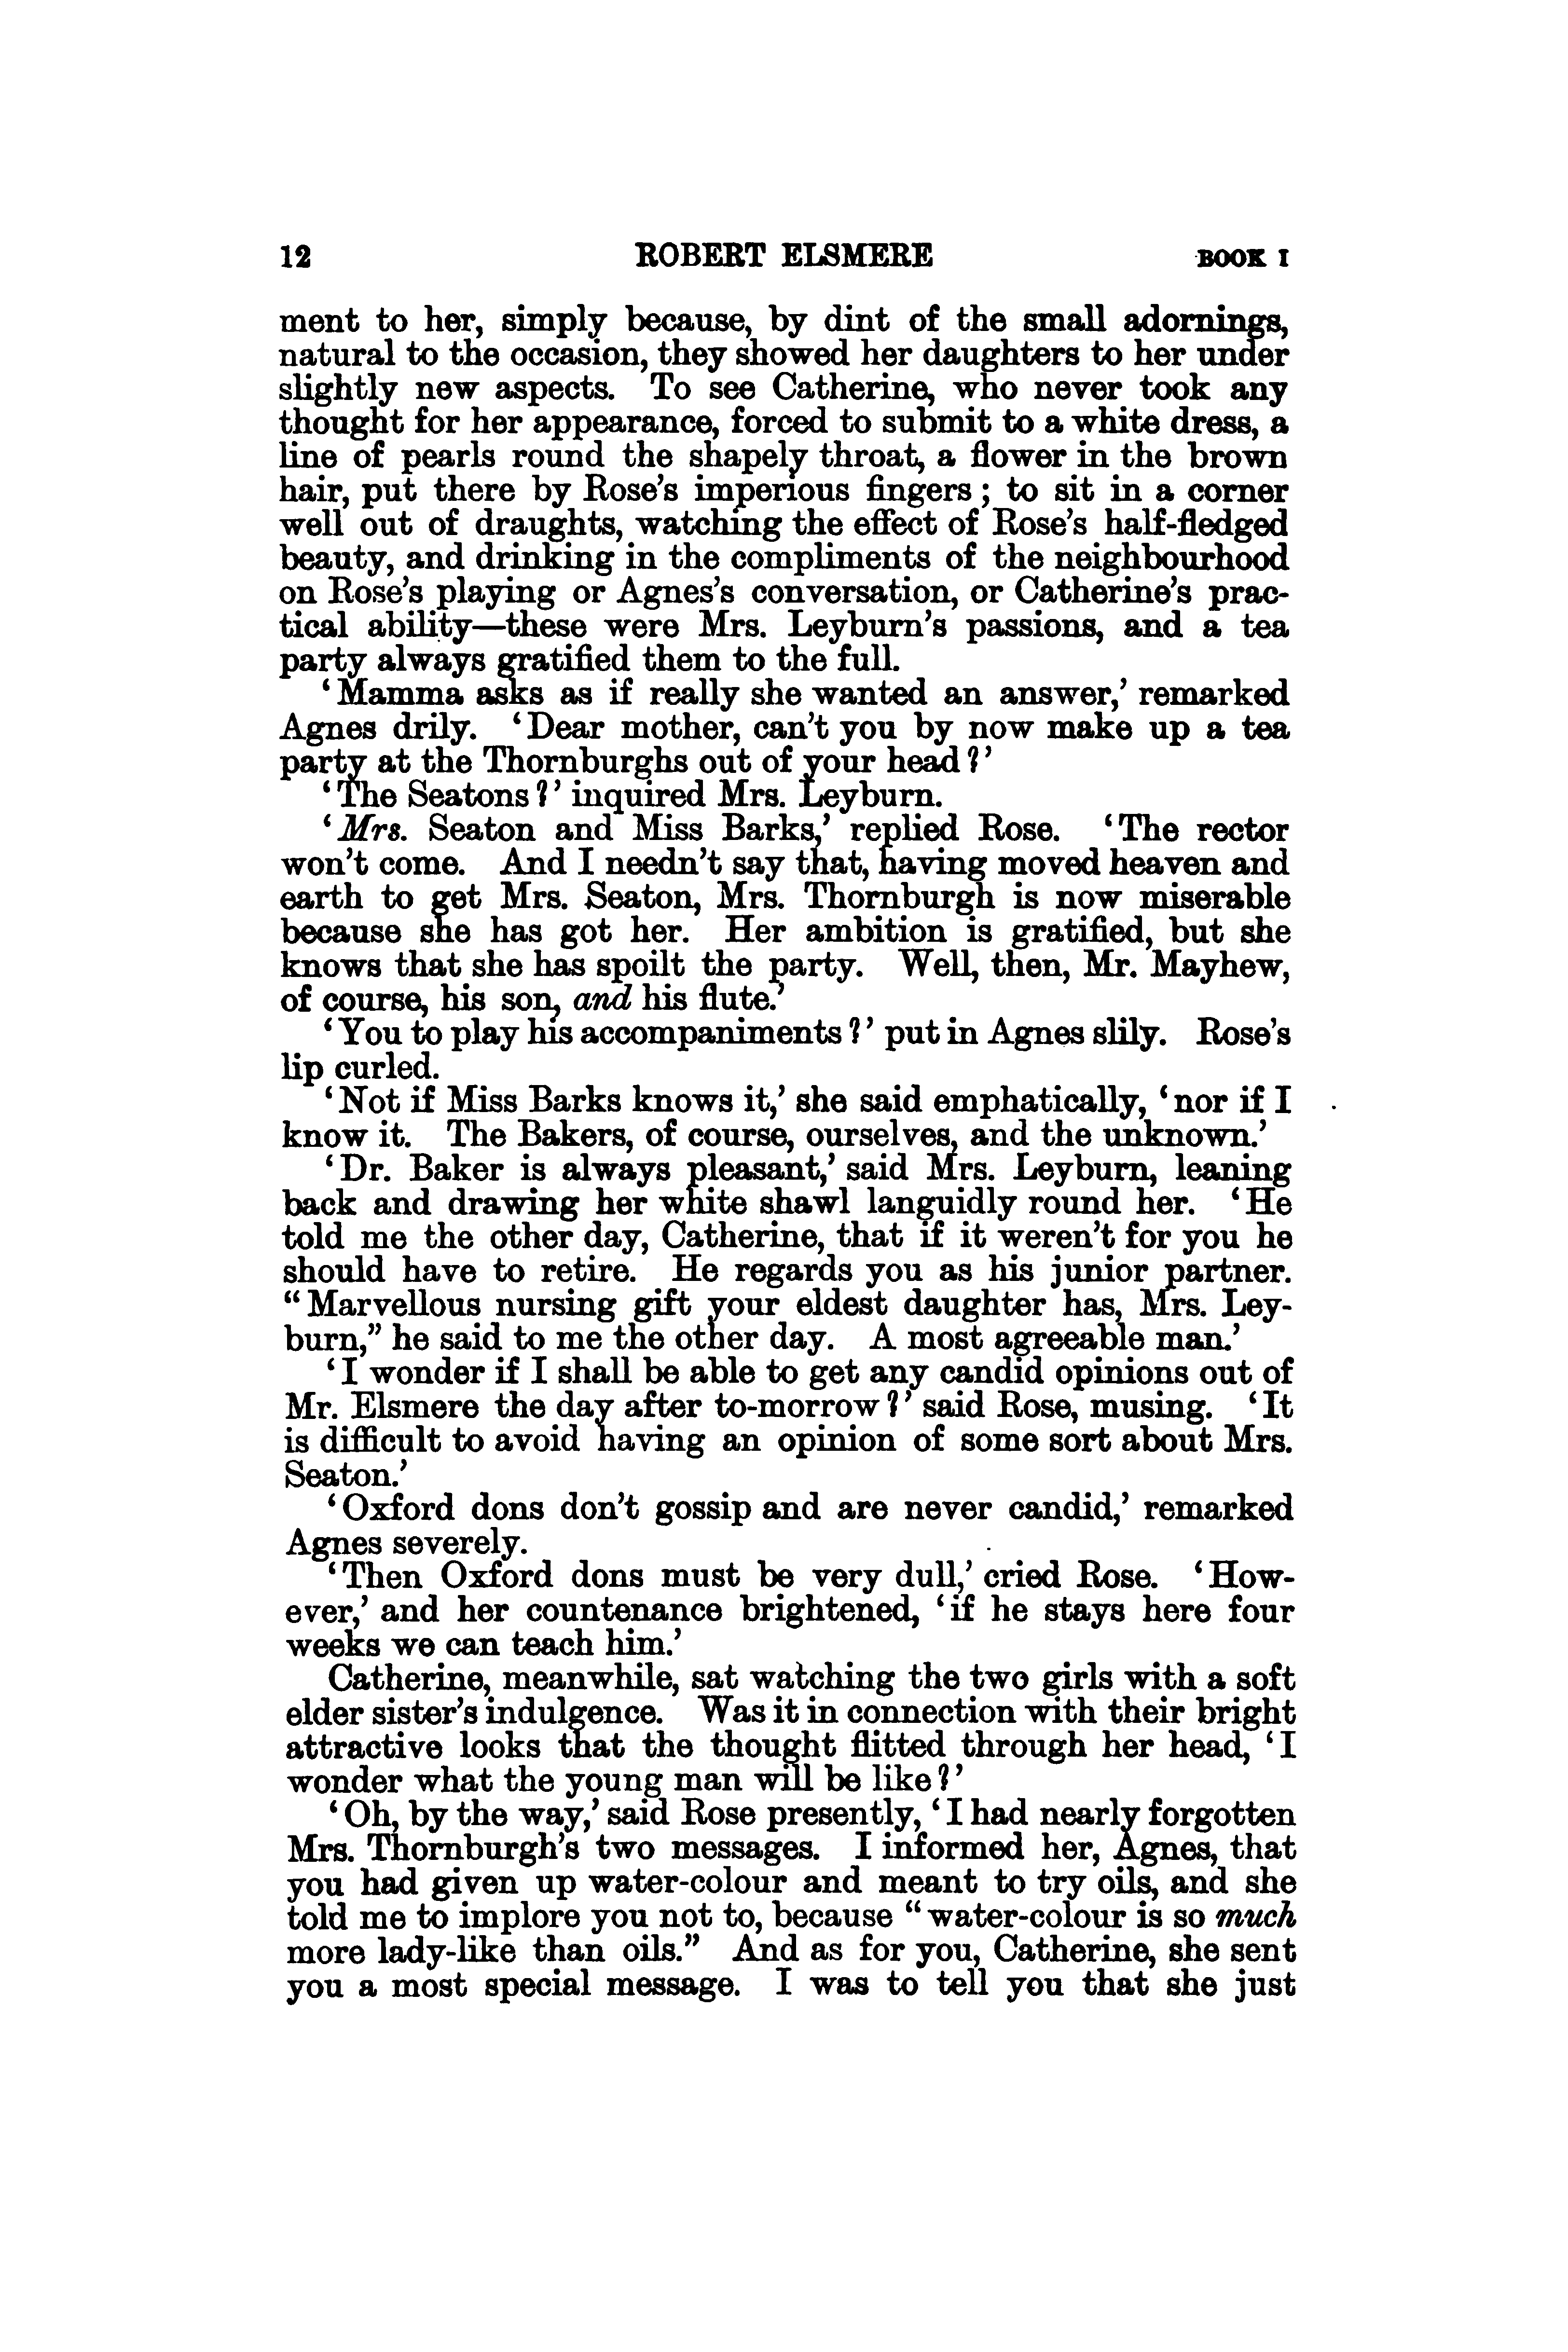 12 ROBERT ELSMERE BOOK I
ment to her, simply because, by dint of the small adornings,
natural to the occasion, they showed her daughters to her under
slightly new aspects. To see Catherine, who never took any
thought for her appearance, forced to submit to a white dress, a
line of pearls round the shapely throat, a flower in the brown
hair, put there by Rose's imperious fingers; to sit in a corner
well out of draughts, watching the effect of Rose's half-fledged
beauty, and drinking in the compliments of the neighbourhood
on Rose's playing or Agnes's conversation, or Catherine's prac-
tical ability—these were Mrs. Leyburn's passions, and a tea
party always gratified them to the full.
‘Mamma asks as if really she wanted an answer,’ remarked
Agnes drily. ‘Dear mother, can't you by now make up a tea
party at the Thornburghs out of your head?’
‘The Seatons?’ inquired Mrs. Leyburn.
‘Mrs. Seaton and Miss Barks,’ replied Rose. ‘The rector
won't come. And I needn't say that, having moved heaven and
earth to get Mrs. Seaton, Mrs. Thornburgh is now miserable
because she has got her. Her ambition is gratified, but she
knows that she has spoilt the party. Well, then, Mr. Mayhew,
of course, his son, and his flute.’
‘You to play his accompaniments?’ put in Agnes slily. Rose's
lip curled.
‘Not if Miss Barks knows it,’ she said emphatically, ‘nor if I
know it. The Bakers, of course, ourselves, and the unknown.’
‘Dr. Baker is always pleasant,’ said Mrs. Leyburn, leaning
back and drawing her white shawl languidly round her. ‘He
told me the other day, Catherine, that if it weren't for you he
should have to retire. He regards you as his junior partner.
“Marvellous nursing gift your eldest daughter has, Mrs. Ley-
burn,” he said to me the other day. A most agreeable man.’
‘I wonder if I shall be able to get any candid opinions out of
Mr. Elsmere the day after to-morrow?’ said Rose, musing. ‘It
is difficult to avoid having an opinion of some sort about Mrs.
Seaton.’
‘Oxford dons don't gossip and are never candid,’ remarked
Agnes severely.
‘Then Oxford dons must be very dull,’ cried Rose. ‘How-
ever,’ and her countenance brightened, ‘if he stays here four
weeks we can teach him.’
Catherine, meanwhile, sat watching the two girls with a soft
elder sister's indulgence. Was it in connection with their bright
attractive looks that the thought flitted through her head, ‘I
wonder what the young man will be like?’
‘Oh, by the way,’ said Rose presently, ‘I had nearly forgotten
Mrs. Thornburgh's two messages. I informed her, Agnes, that
you had given up water-colour and meant to try oils, and she
told me to implore you not to, because “water-colour is so much
more lady-like than oils.” And as for you, Catherine, she sent
you a most special message. I was to tell you that she just